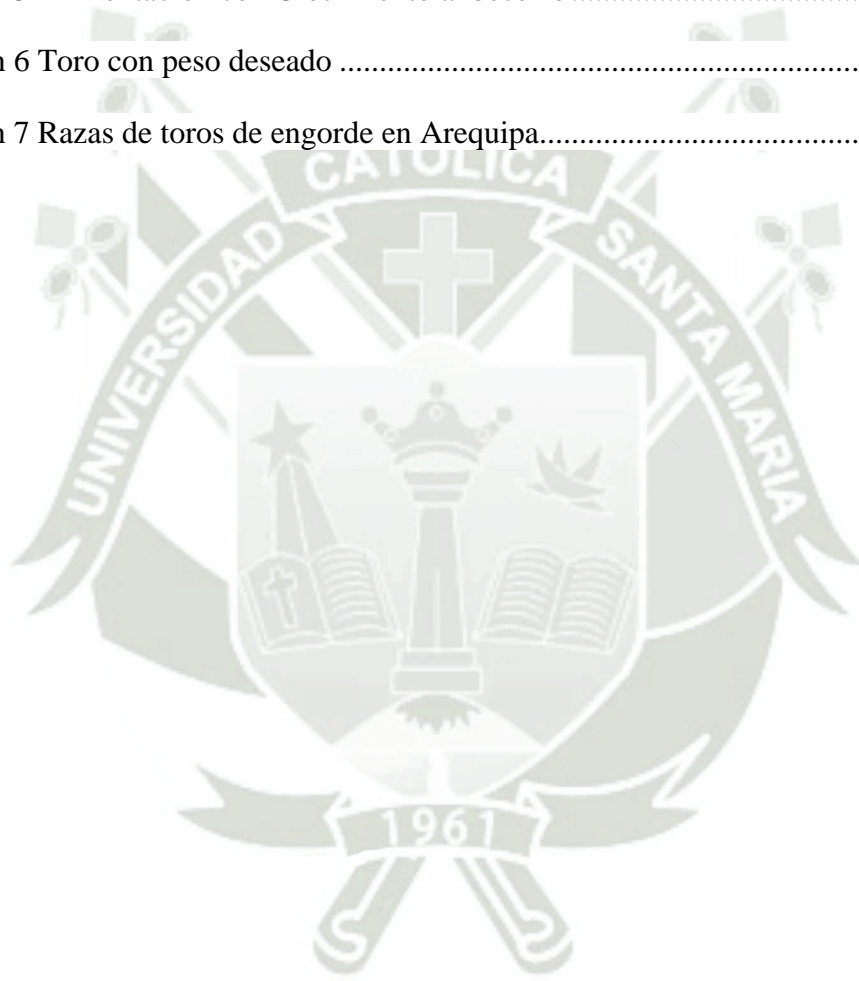 n 6 Toro con peso deseado ................................................................
n 7 Razas de toros de engorde en Arequipa.......................................
UNIVERSIDAD CATOLICA SANTA MARIA
1961